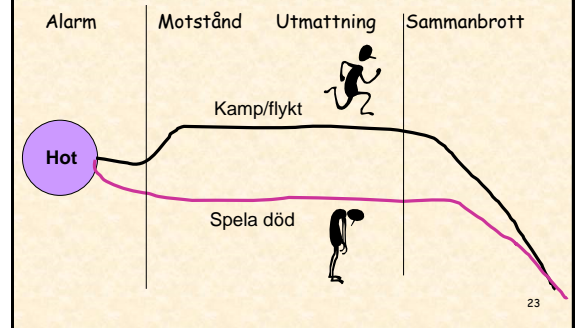 Alarm Motstånd Utmattning Sammanbrott
Kamp/flykt
Hot
Spela död
23